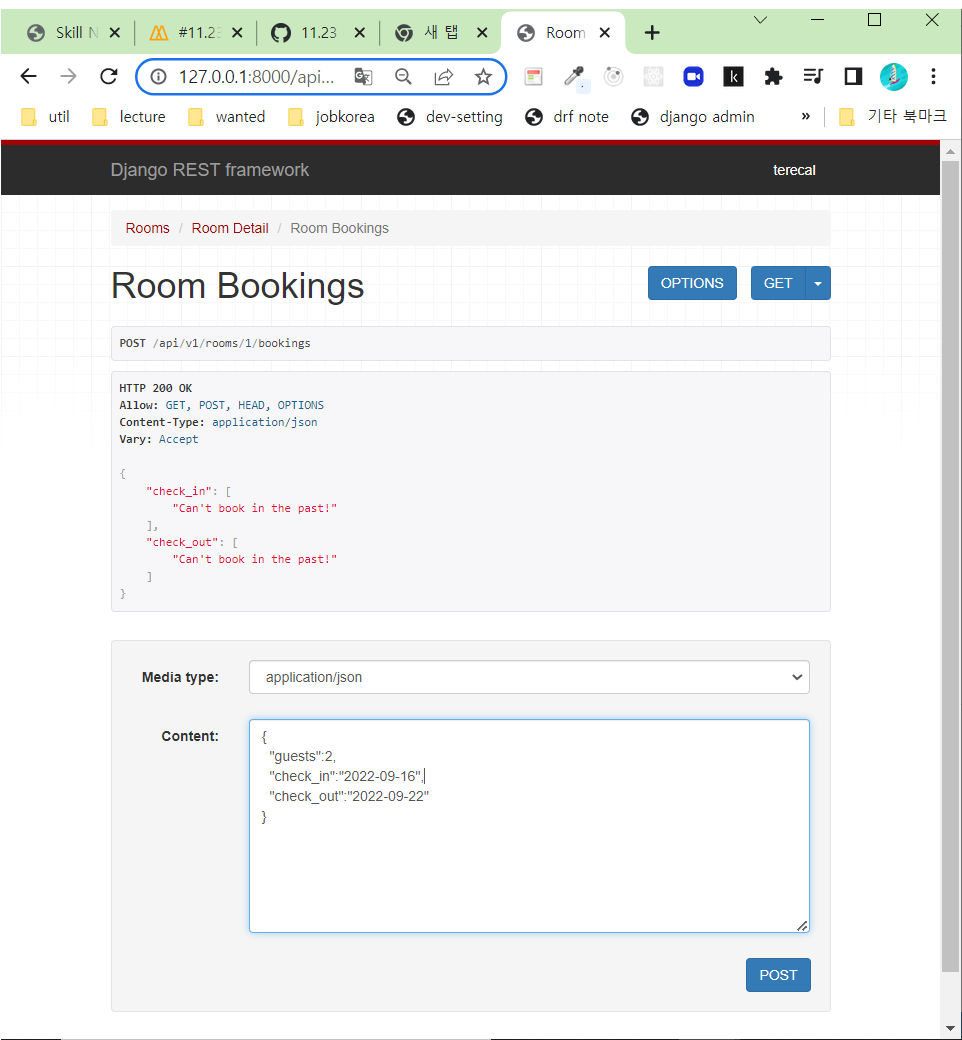 Skill N
#11.23
11.23
새 탭
Room
127.0.0.1:8000/api...
k
util
lecture
wanted
jobkorea
dev-setting
drf note
django admin
»
기타 북마크
Django REST framework
terecal
Rooms / Room Detail / Room Bookings
Room Bookings
OPTIONS
GET
POST /api/v1/rooms/1/bookings
HTTP 200 OK
Allow: GET, POST, HEAD, OPTIONS
Content-Type: application/json
Vary: Accept
{
"check_in": [
"Can't book in the past!"
],
"check_out": [
"Can't book in the past!"
]
}
Media type:
application/json
Content:
{
"guests":2,
"check_in":"2022-09-16",
"check_out":"2022-09-22"
}
POST